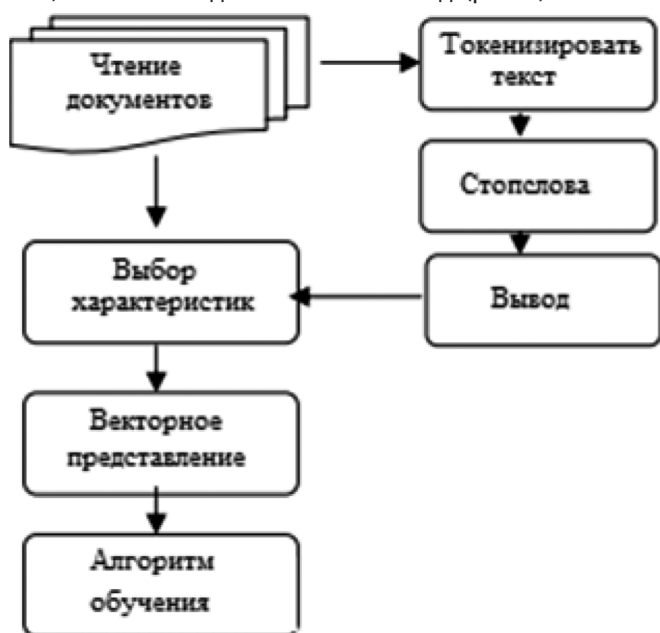 Чтение
документов
Токенизировать
текст
Стопслова
Вывод
Выбор
характеристик
Векторное
представление
Алгоритм
обучения